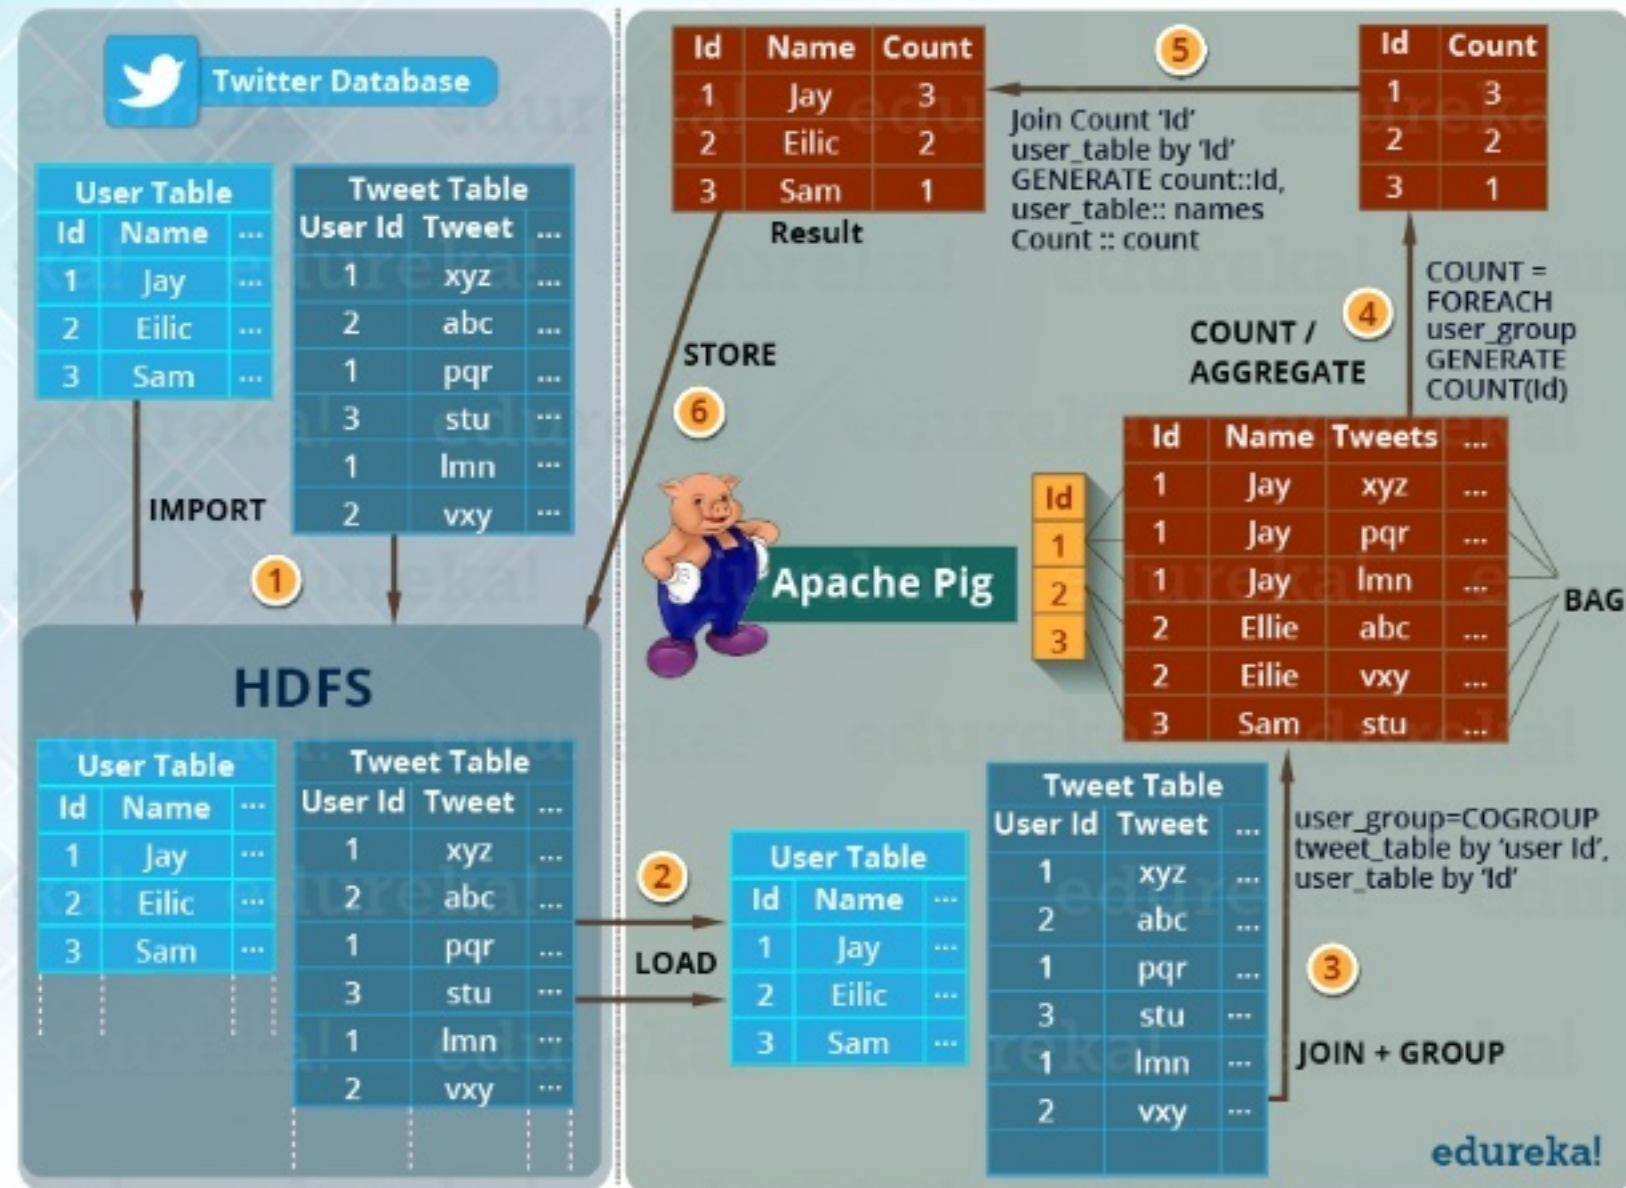 Twitter Database
User Table
Id Name ...
1 Jay ...
2 Eilic ...
3 Sam ...
Tweet Table
User Id Tweet ...
1 xyz ...
2 abc ...
1 pqr ...
3 stu ...
1 lmn ...
2 vxy ...
IMPORT
1
HDFS
User Table
Id Name ...
1 Jay ...
2 Eilic ...
3 Sam ...
Tweet Table
User Id Tweet ...
1 xyz ...
2 abc ...
1 pqr ...
3 stu ...
1 lmn ...
2 vxy ...
2
LOAD
User Table
Id Name ...
1 Jay ...
2 Eilic ...
3 Sam ...
Tweet Table
User Id Tweet ...
1 xyz ...
2 abc ...
1 pqr ...
3 stu ...
1 lmn ...
2 vxy ...
user_group=COGROUP
tweet_table by ‘user Id’,
user_table by ‘Id’
3
JOIN + GROUP
Id
1
2
3
Id Name Tweets ...
1 Jay xyz ...
1 Jay pqr ...
1 Jay lmn ...
2 Ellie abc ...
2 Eilie vxy ...
3 Sam stu ...
BAG
COUNT /
AGGREGATE
4
COUNT =
FOREACH
user_group
GENERATE
COUNT(Id)
Id Count
1 3
2 2
3 1
5
Join Count ‘Id’
user_table by ‘Id’
GENERATE count::Id,
user_table:: names
Count :: count
Id Name Count
1 Jay 3
2 Eilic 2
3 Sam 1
Result
STORE
6
Apache Pig
edureka!